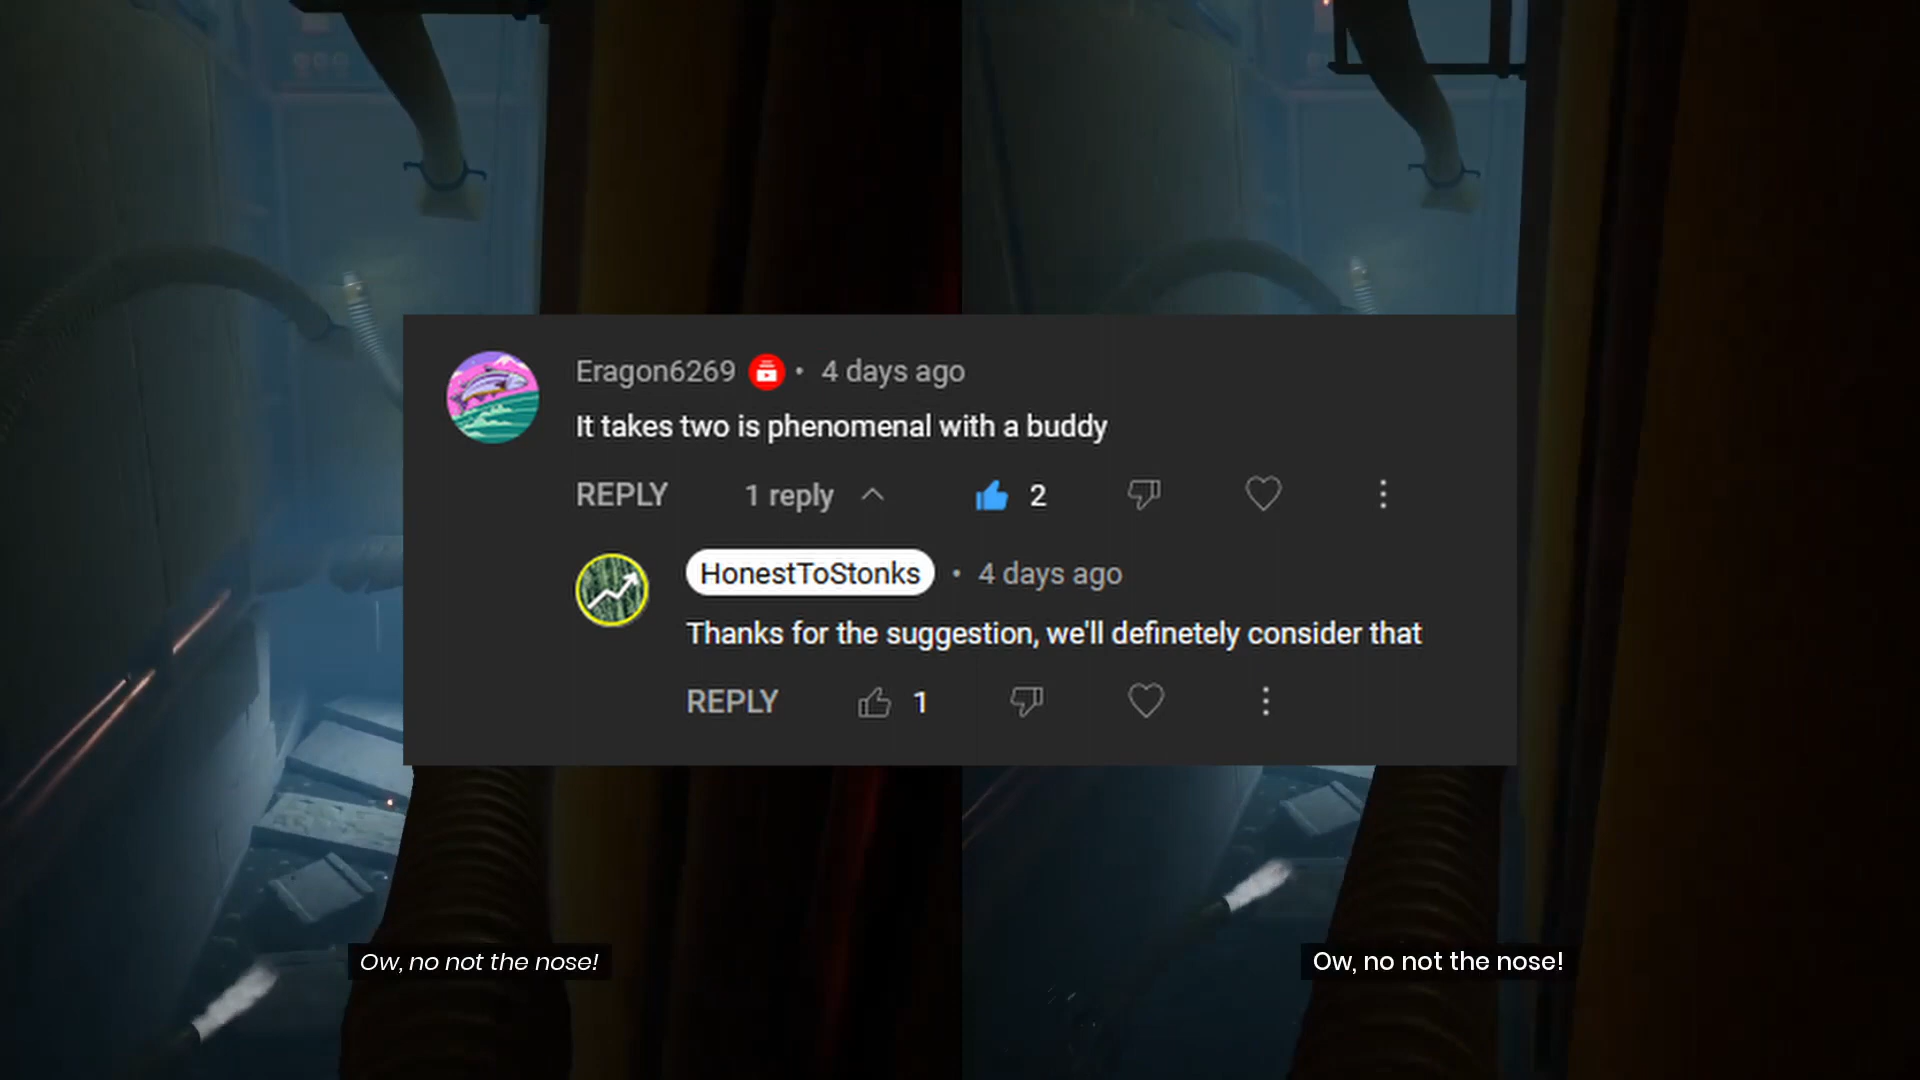 Eragon6269 • 4 days ago
It takes two is phenomenal with a buddy
REPLY 1 reply 2
HonestToStonks • 4 days ago
Thanks for the suggestion, we'll definetely consider that
REPLY 1
Ow, no not the nose! Ow, no not the nose!